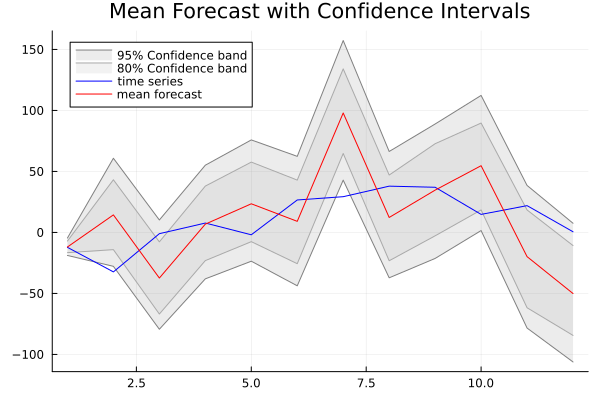 Mean Forecast with Confidence Intervals
150
100
50
0
−50
−100
95% Confidence band
80% Confidence band
time series
mean forecast
2.5
5.0
7.5
10.0